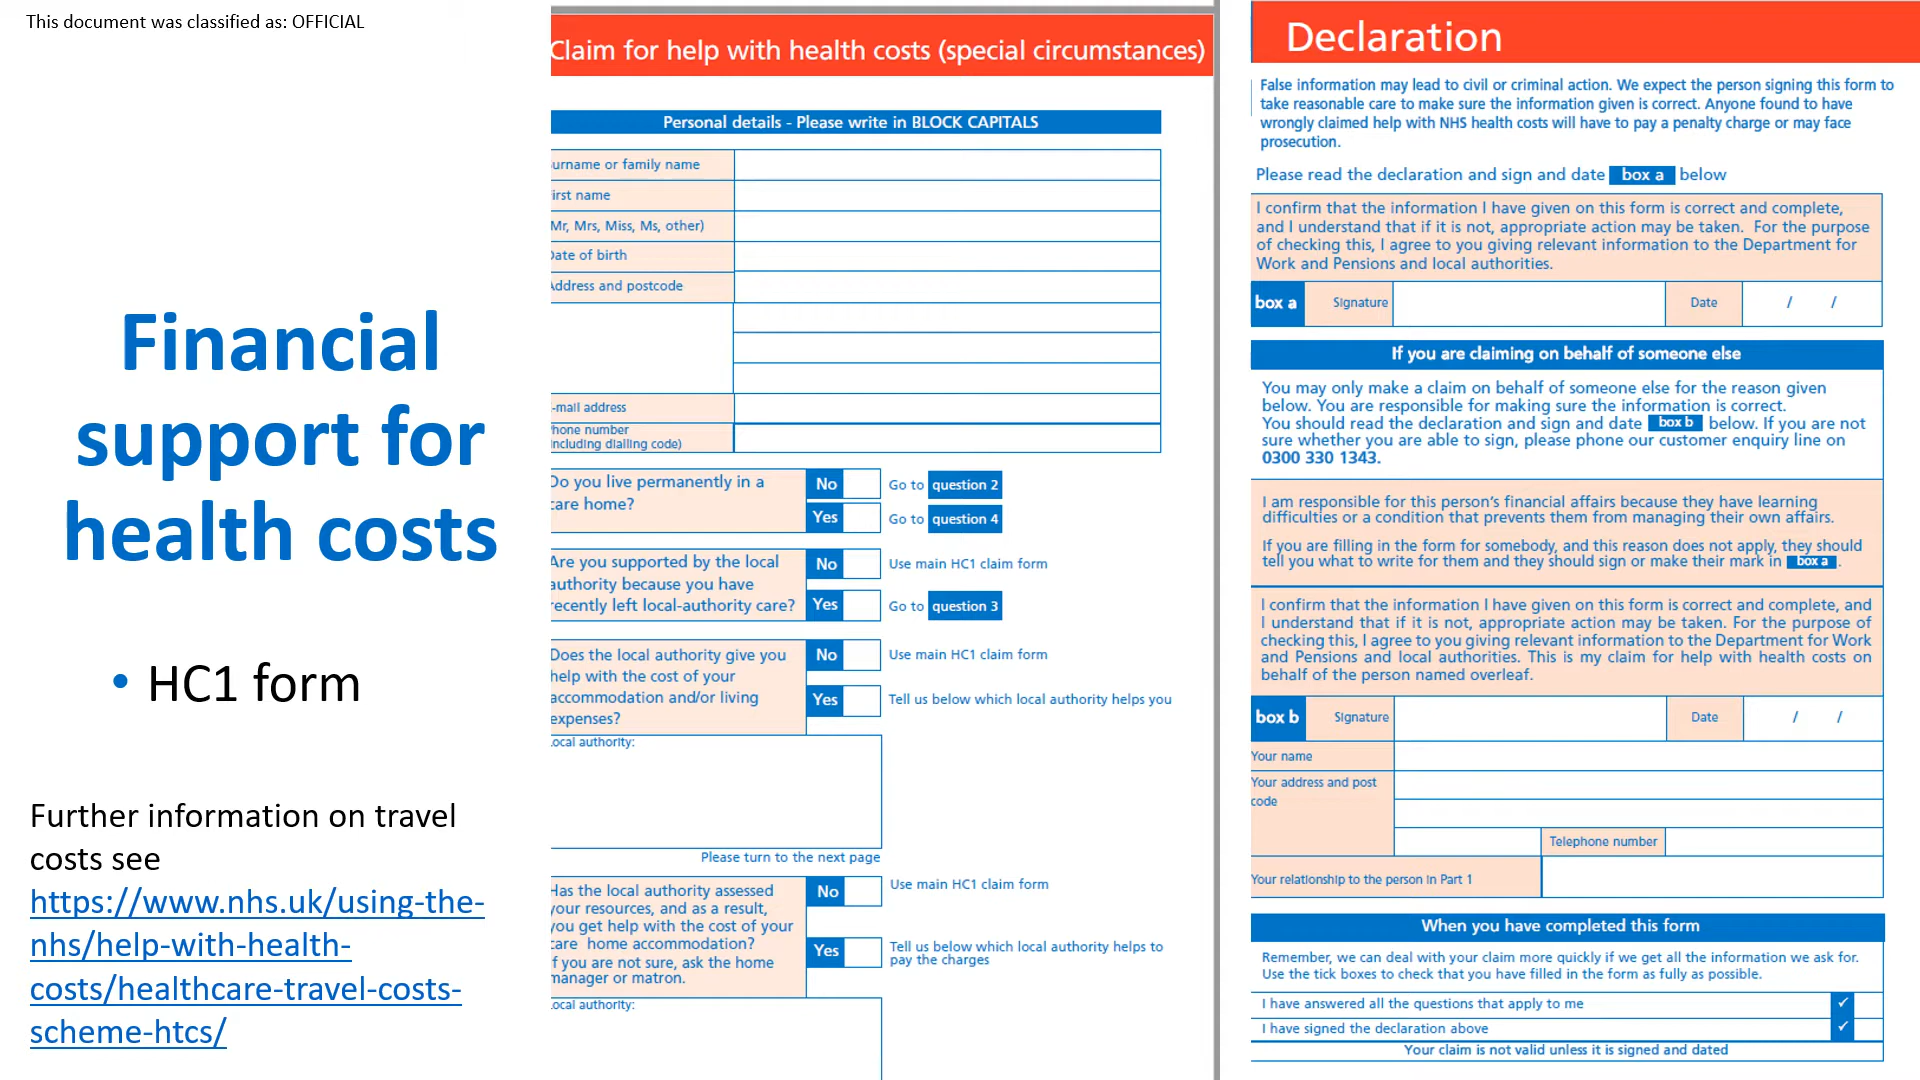 This document was classified as: OFFICIAL
Financial
support for
health costs
• HC1 form
Further information on travel
costs see
https://www.nhs.uk/using-the-
nhs/help-with-health-
costs/healthcare-travel-costs-
scheme-htcs/
Claim for help with health costs (special circumstances)
Personal details - Please write in BLOCK CAPITALS
urname or family name
irst name
Mr, Mrs, Miss, Ms, other)
Date of birth
Address and postcode
-mail address
hone number
including dialling code)
Do you live permanently in a
care home?
No
Go to question 2
Yes
Go to question 4
Are you supported by the local
authority because you have
recently left local-authority care?
No
Use main HC1 claim form
Yes
Go to question 3
Does the local authority give you
help with the cost of your
accommodation and/or living
expenses?
No
Use main HC1 claim form
Yes
Tell us below which local authority helps you
ocal authority:
Please turn to the next page
Has the local authority assessed
your resources, and as a result,
you get help with the cost of your
care home accommodation?
f you are not sure, ask the home
manager or matron.
No
Use main HC1 claim form
Yes
Tell us below which local authority helps to
pay the charges
ocal authority:
Declaration
False information may lead to civil or criminal action. We expect the person signing this form to
take reasonable care to make sure the information given is correct. Anyone found to have
wrongly claimed help with NHS health costs will have to pay a penalty charge or may face
prosecution.
Please read the declaration and sign and date box a below
I confirm that the information I have given on this form is correct and complete,
and I understand that if it is not, appropriate action may be taken. For the purpose
of checking this, I agree to you giving relevant information to the Department for
Work and Pensions and local authorities.
box a Signature Date / /
If you are claiming on behalf of someone else
You may only make a claim on behalf of someone else for the reason given
below. You are responsible for making sure the information is correct.
You should read the declaration and sign and date box b below. If you are not
sure whether you are able to sign, please phone our customer enquiry line on
0300 330 1343.
I am responsible for this person's financial affairs because they have learning
difficulties or a condition that prevents them from managing their own affairs.
If you are filling in the form for somebody, and this reason does not apply, they should
tell you what to write for them and they should sign or make their mark in box a .
I confirm that the information I have given on this form is correct and complete, and
I understand that if it is not, appropriate action may be taken. For the purpose of
checking this, I agree to you giving relevant information to the Department for Work
and Pensions and local authorities. This is my claim for help with health costs on
behalf of the person named overleaf.
box b Signature Date / /
Your name
Your address and post
code
Telephone number
Your relationship to the person in Part 1
When you have completed this form
Remember, we can deal with your claim more quickly if we get all the information we ask for.
Use the tick boxes to check that you have filled in the form as fully as possible.
I have answered all the questions that apply to me ✓
I have signed the declaration above ✓
Your claim is not valid unless it is signed and dated